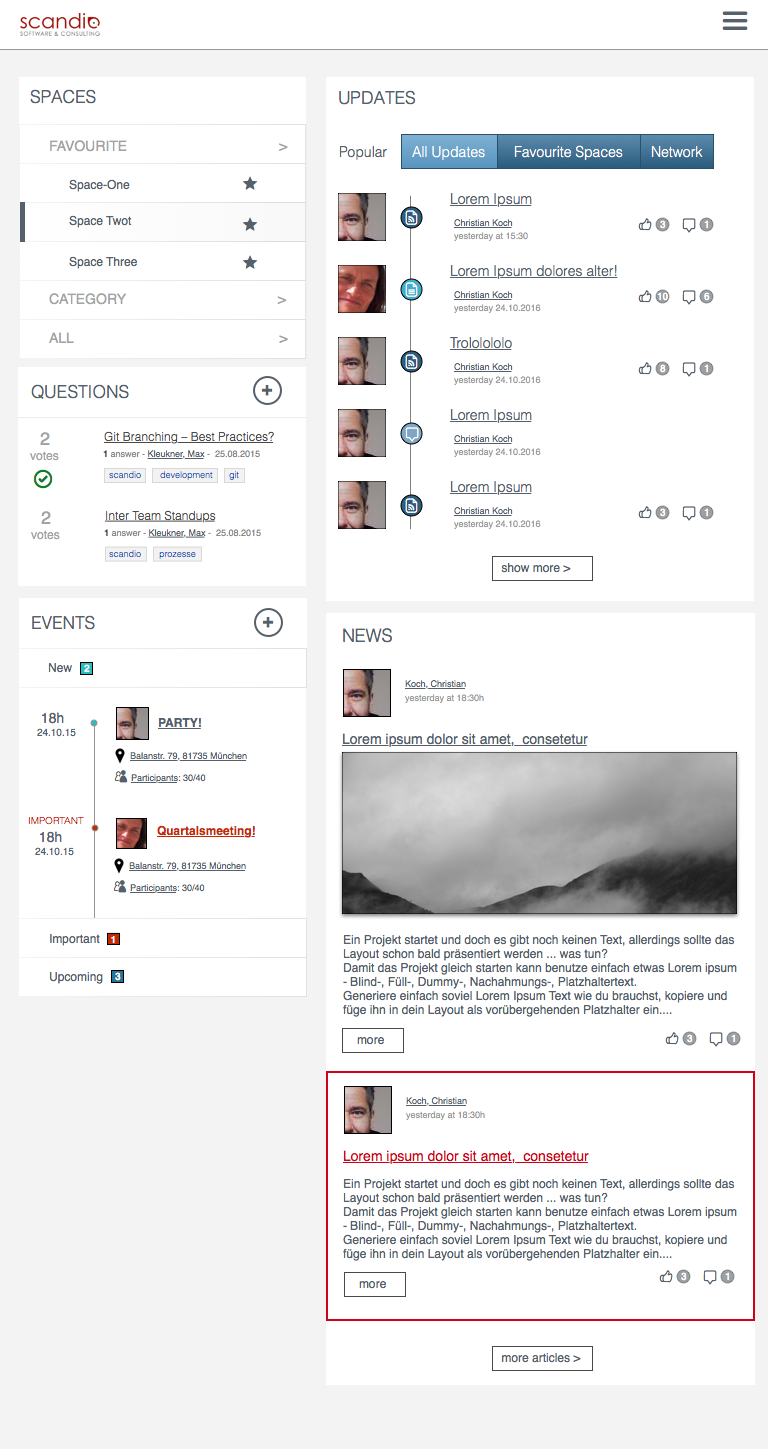 scandio
SOFTWARE & CONSULTING
SPACES
FAVOURITE >
Space-One
Space Twot
Space Three
CATEGORY >
ALL >
QUESTIONS
2
votes
Git Branching – Best Practices?
1 answer - Kleukner, Max - 25.08.2015
scandio development git
2
votes
Inter Team Standups
1 answer - Kleukner, Max - 25.08.2015
scandio prozesse
EVENTS
New 2
18h
24.10.15
PARTY!
Balanstr. 79, 81735 München
Participants: 30/40
IMPORTANT
18h
24.10.15
Quartalsmeeting!
Balanstr. 79, 81735 München
Participants: 30/40
Important 1
Upcoming 3
UPDATES
Popular All Updates Favourite Spaces Network
Lorem Ipsum
Christian Koch
yesterday at 15:30
3 1
Lorem Ipsum dolores alter!
Christian Koch
yesterday 24.10.2016
10 6
Trololololo
Christian Koch
yesterday 24.10.2016
8 1
Lorem Ipsum
Christian Koch
yesterday 24.10.2016
Lorem Ipsum
Christian Koch
yesterday 24.10.2016
3 1
show more >
NEWS
Koch, Christian
yesterday at 18:30h
Lorem ipsum dolor sit amet, consetetur
Ein Projekt startet und doch es gibt noch keinen Text, allerdings sollte das
Layout schon bald präsentiert werden ... was tun?
Damit das Projekt gleich starten kann benutze einfach etwas Lorem ipsum
- Blind-, Füll-, Dummy-, Nachahmungs-, Platzhaltertext.
Generiere einfach soviel Lorem Ipsum Text wie du brauchst, kopiere und
füge ihn in dein Layout als vorübergehenden Platzhalter ein....
more
3 1
Koch, Christian
yesterday at 18:30h
Lorem ipsum dolor sit amet, consetetur
Ein Projekt startet und doch es gibt noch keinen Text, allerdings sollte das
Layout schon bald präsentiert werden ... was tun?
Damit das Projekt gleich starten kann benutze einfach etwas Lorem ipsum
- Blind-, Füll-, Dummy-, Nachahmungs-, Platzhaltertext.
Generiere einfach soviel Lorem Ipsum Text wie du brauchst, kopiere und
füge ihn in dein Layout als vorübergehenden Platzhalter ein....
more
3 1
more articles >